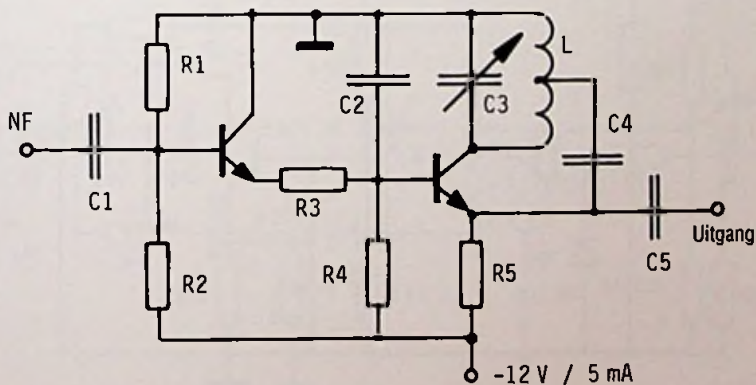 R1
L
C2
C3
NF
C4
C1
R3
Uitgang
R2
R4
R5
C5
-12 V / 5 mA